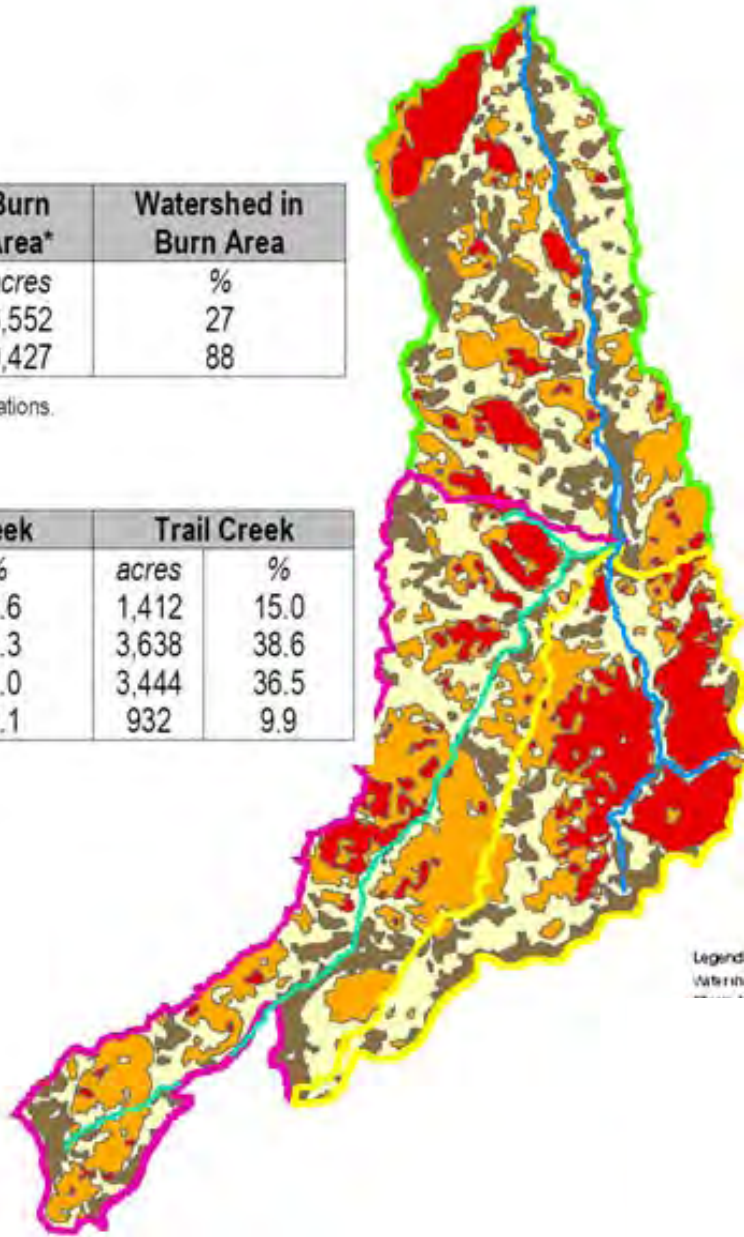 Burn Watershed in
Area* Burn Area
acres %
,552 27
,427 88
ations.
eek Trail Creek
% acres %
.6 1,412 15.0
.3 3,638 38.6
.0 3,444 36.5
.1 932 9.9
Legend
Watersh